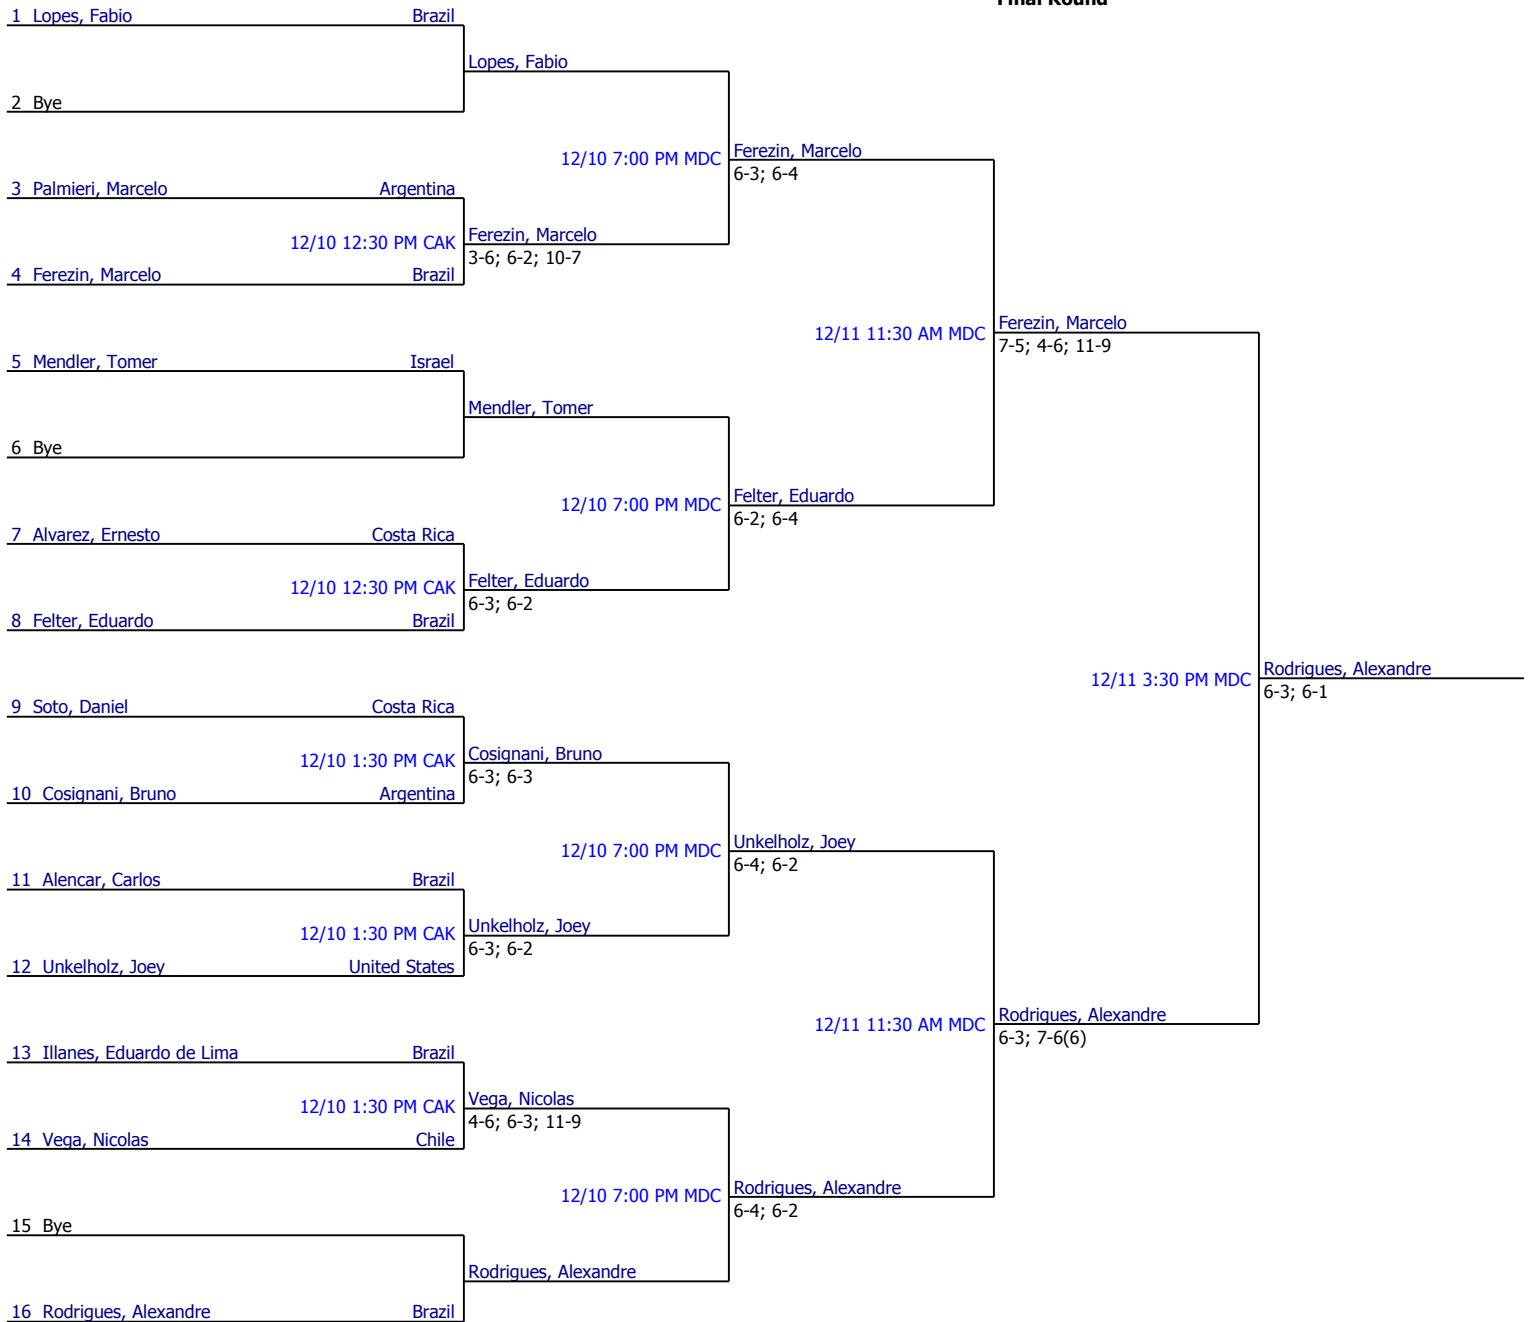 Final Round
1 Lopes, Fabio Brazil
Lopes, Fabio
2 Bye
12/10 7:00 PM MDC Ferezin, Marcelo
6-3; 6-4
3 Palmieri, Marcelo Argentina
12/10 12:30 PM CAK Ferezin, Marcelo
3-6; 6-2; 10-7
4 Ferezin, Marcelo Brazil
12/11 11:30 AM MDC Ferezin, Marcelo
7-5; 4-6; 11-9
5 Mendler, Tomer Israel
Mendler, Tomer
6 Bye
12/10 7:00 PM MDC Felter, Eduardo
6-2; 6-4
7 Alvarez, Ernesto Costa Rica
12/10 12:30 PM CAK Felter, Eduardo
6-3; 6-2
8 Felter, Eduardo Brazil
12/11 3:30 PM MDC Rodrigues, Alexandre
6-3; 6-1
9 Soto, Daniel Costa Rica
12/10 1:30 PM CAK Cosignani, Bruno
6-3; 6-3
10 Cosignani, Bruno Argentina
12/10 7:00 PM MDC Unkelholz, Joey
6-4; 6-2
11 Alencar, Carlos Brazil
12/10 1:30 PM CAK Unkelholz, Joey
6-3; 6-2
12 Unkelholz, Joey United States
12/11 11:30 AM MDC Rodrigues, Alexandre
6-3; 7-6(6)
13 Illanes, Eduardo de Lima Brazil
12/10 1:30 PM CAK Vega, Nicolas
4-6; 6-3; 11-9
14 Vega, Nicolas Chile
12/10 7:00 PM MDC Rodrigues, Alexandre
6-4; 6-2
15 Bye
Rodrigues, Alexandre
16 Rodrigues, Alexandre Brazil